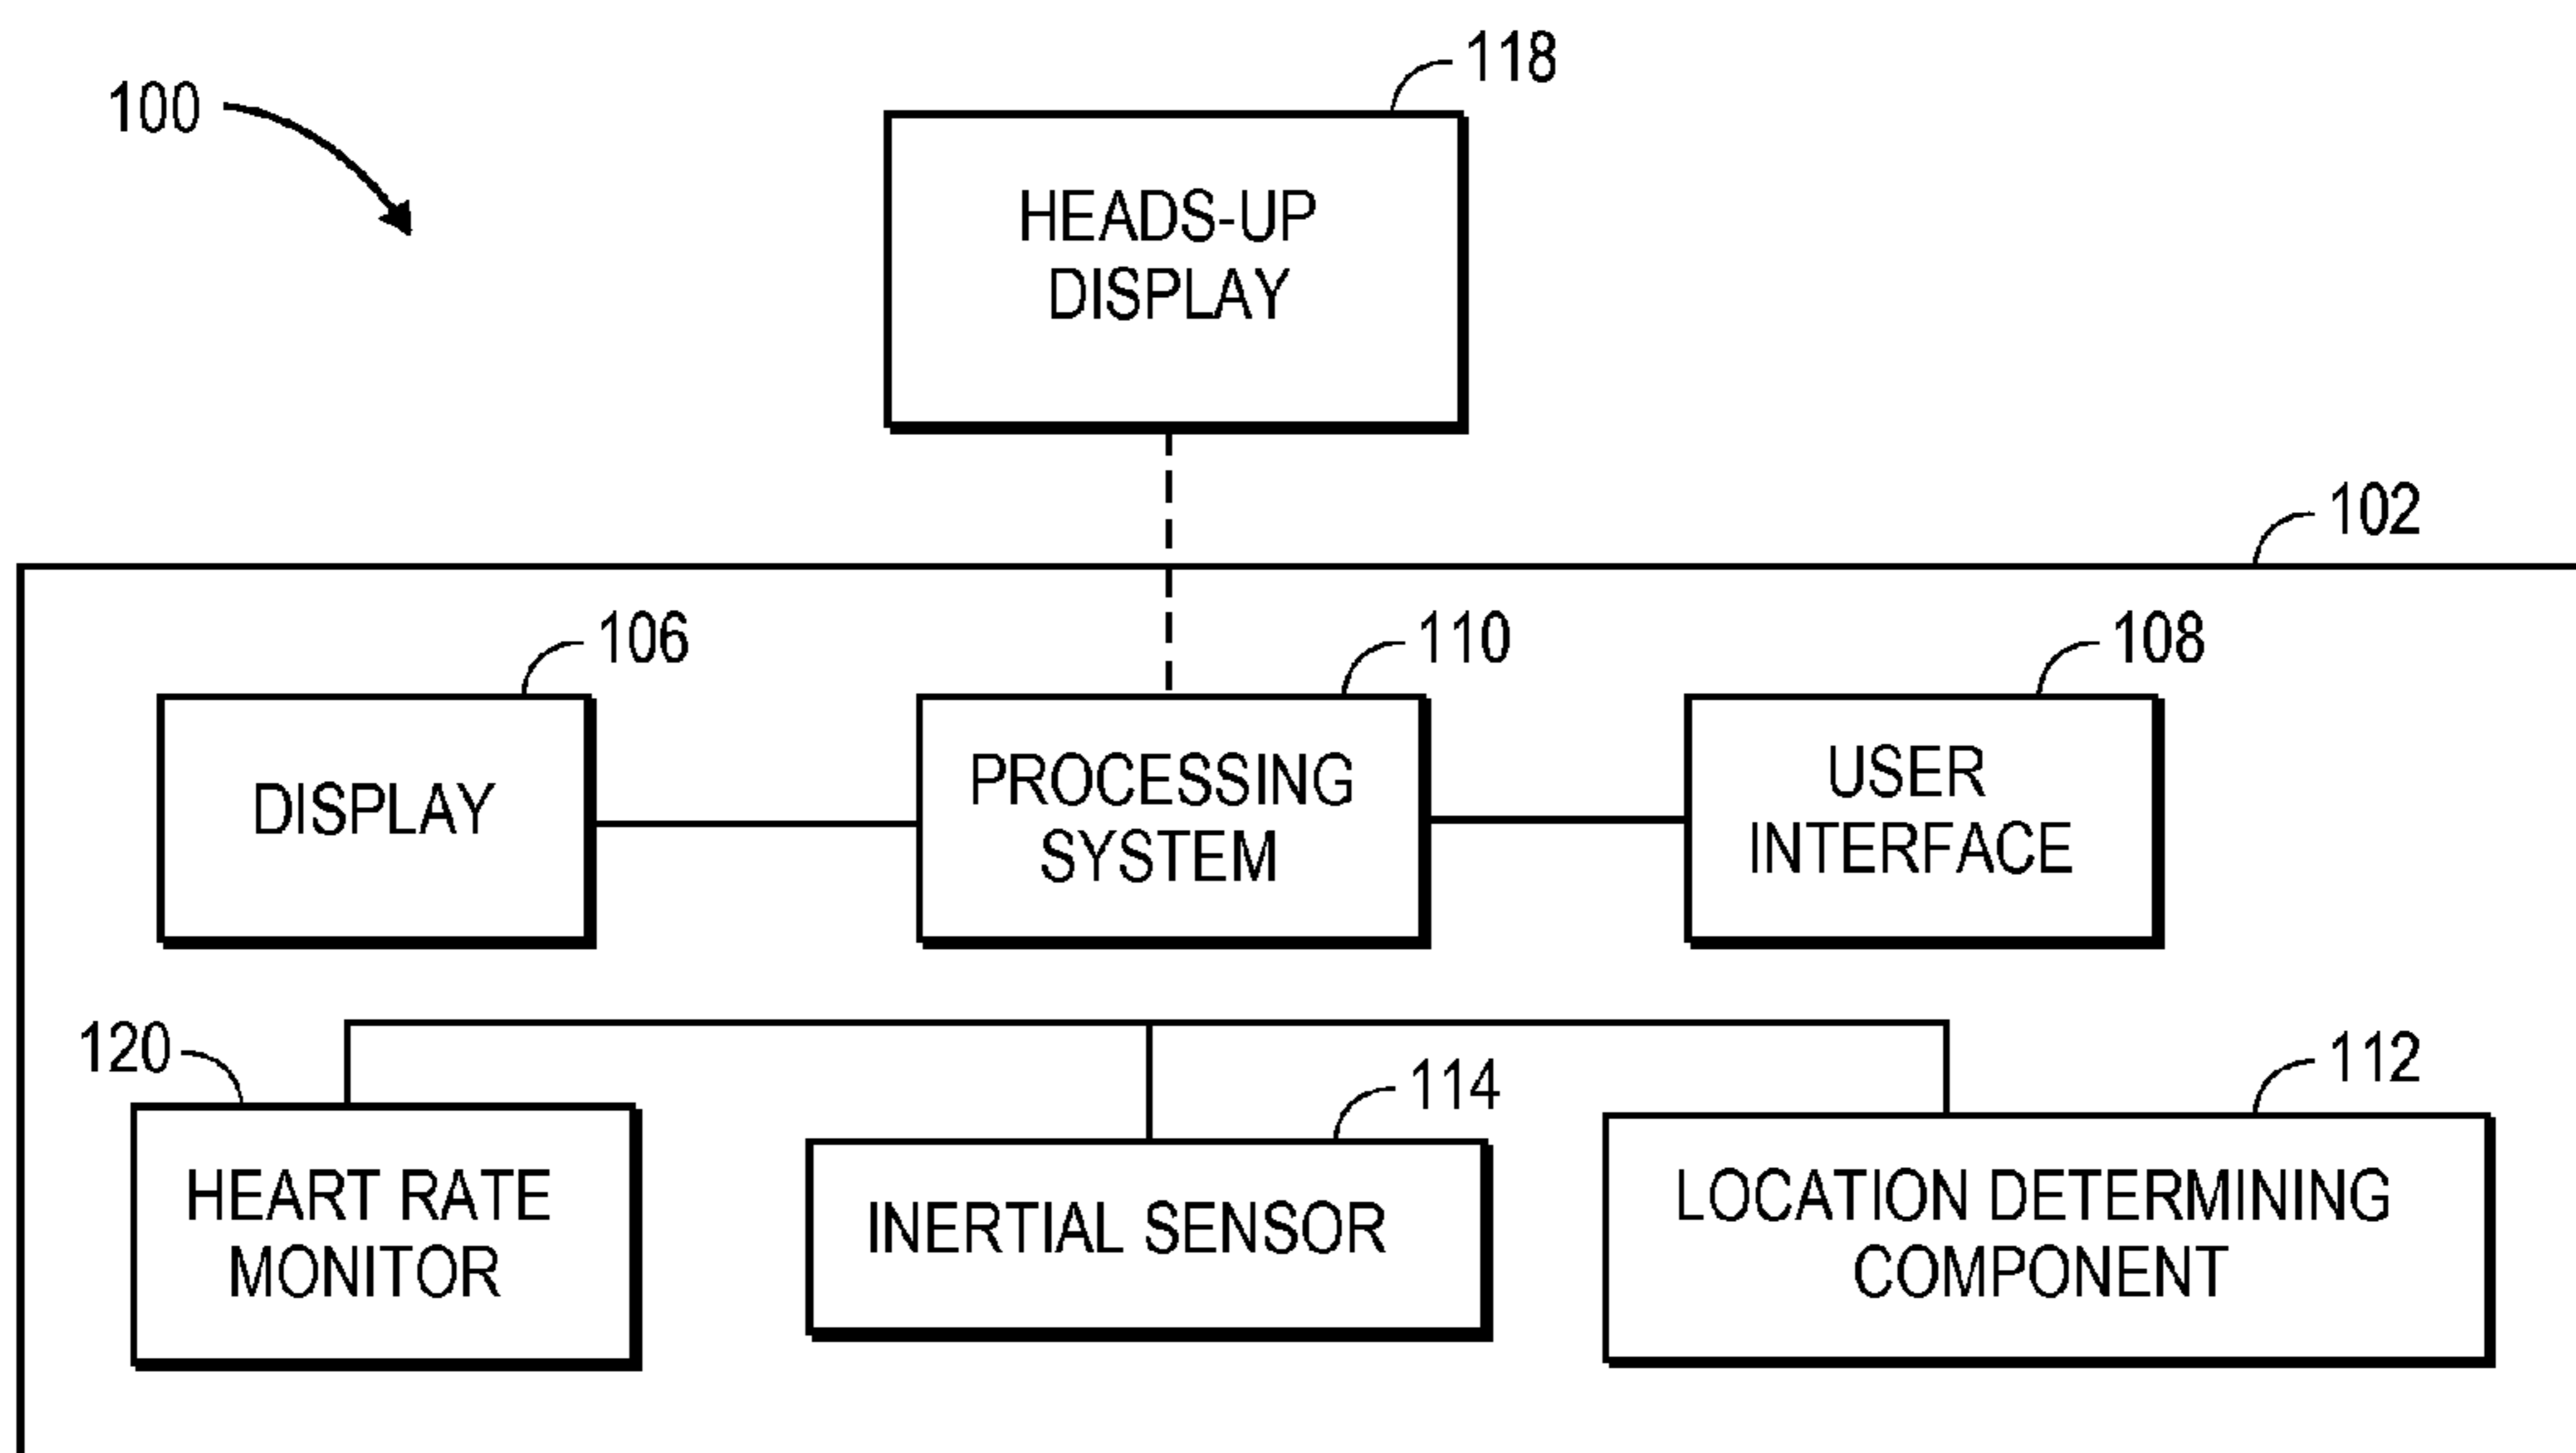 118
100
HEADS-UP
DISPLAY
102
106
110
108
DISPLAY
PROCESSING
SYSTEM
USER
INTERFACE
120
114
112
HEART RATE
MONITOR
INERTIAL SENSOR
LOCATION DETERMINING
COMPONENT